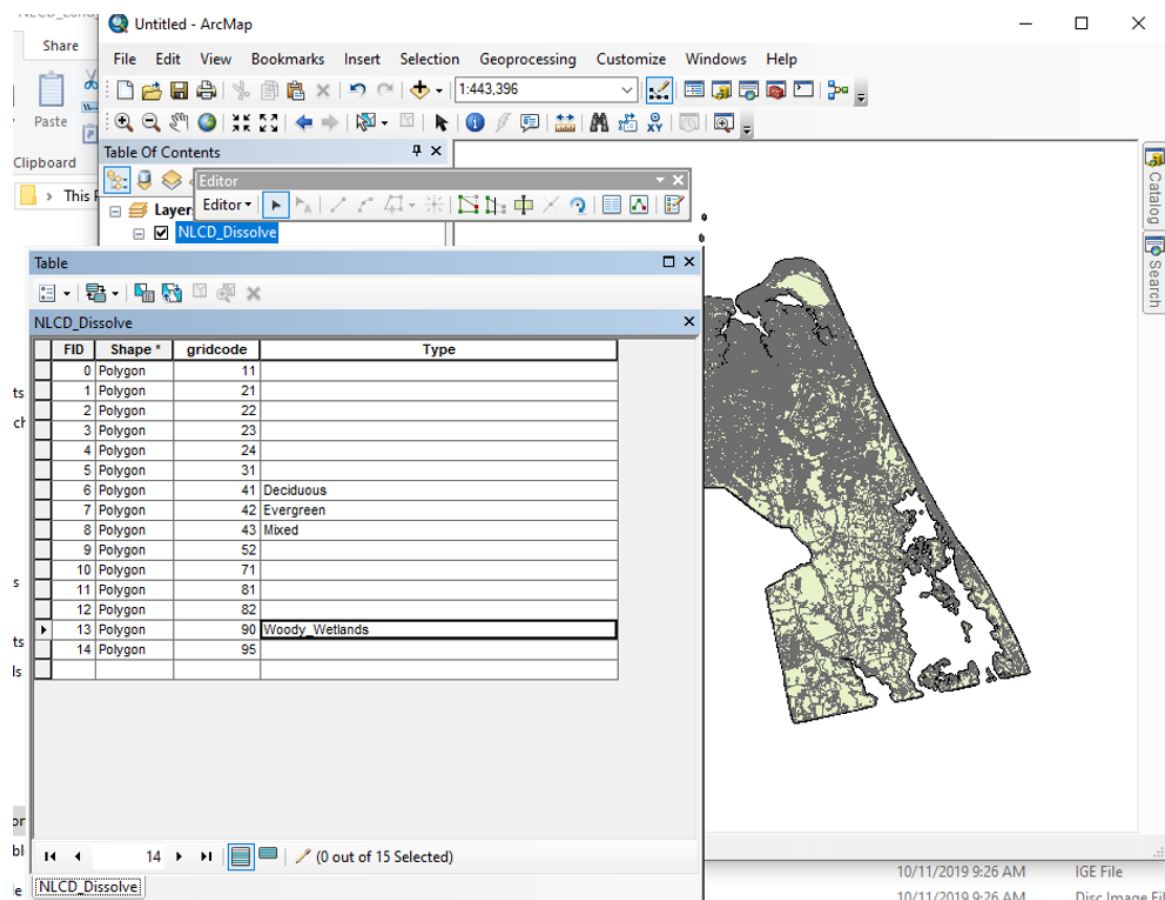 Untitled - ArcMap
Share
File Edit View Bookmarks Insert Selection Geoprocessing Customize Windows Help
1:443,396
Paste
Clipboard
Table Of Contents
Catalog
Search
This
Editor
Editor
NLCD_Dissolve
Table
NLCD_Dissolve
FID Shape * gridcode Type
0 Polygon 11
1 Polygon 21
2 Polygon 22
3 Polygon 23
4 Polygon 24
5 Polygon 31
6 Polygon 41 Deciduous
7 Polygon 42 Evergreen
8 Polygon 43 Mixed
9 Polygon 52
10 Polygon 71
11 Polygon 81
12 Polygon 82
13 Polygon 90 Woody_Wetlands
14 Polygon 95
14 (0 out of 15 Selected)
NLCD_Dissolve
10/11/2019 9:26 AM IGE File
10/11/2019 9:26 AM Disc Image Fil